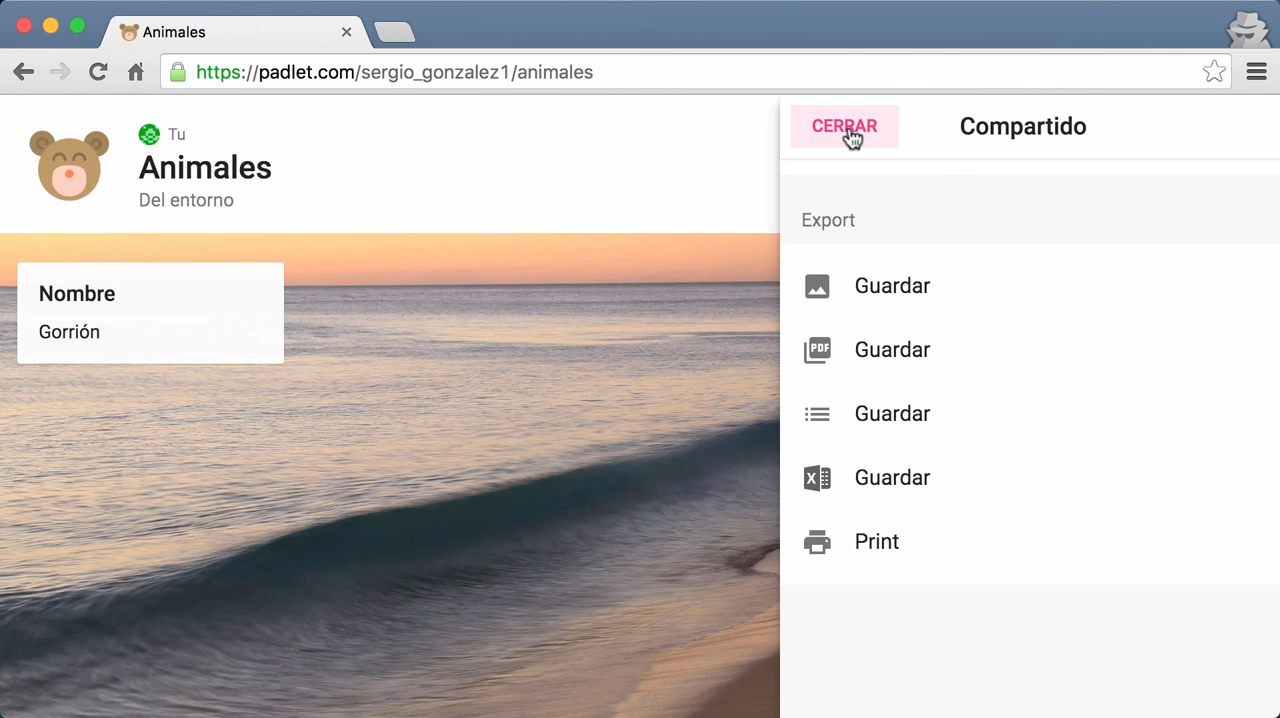 Animales
https://padlet.com/sergio_gonzalez1/animales
Tu
Animales
Del entorno
Nombre
Gorrión
CERRAR
Compartido
Export
Guardar
PDF
Guardar
Guardar
X
Guardar
Print